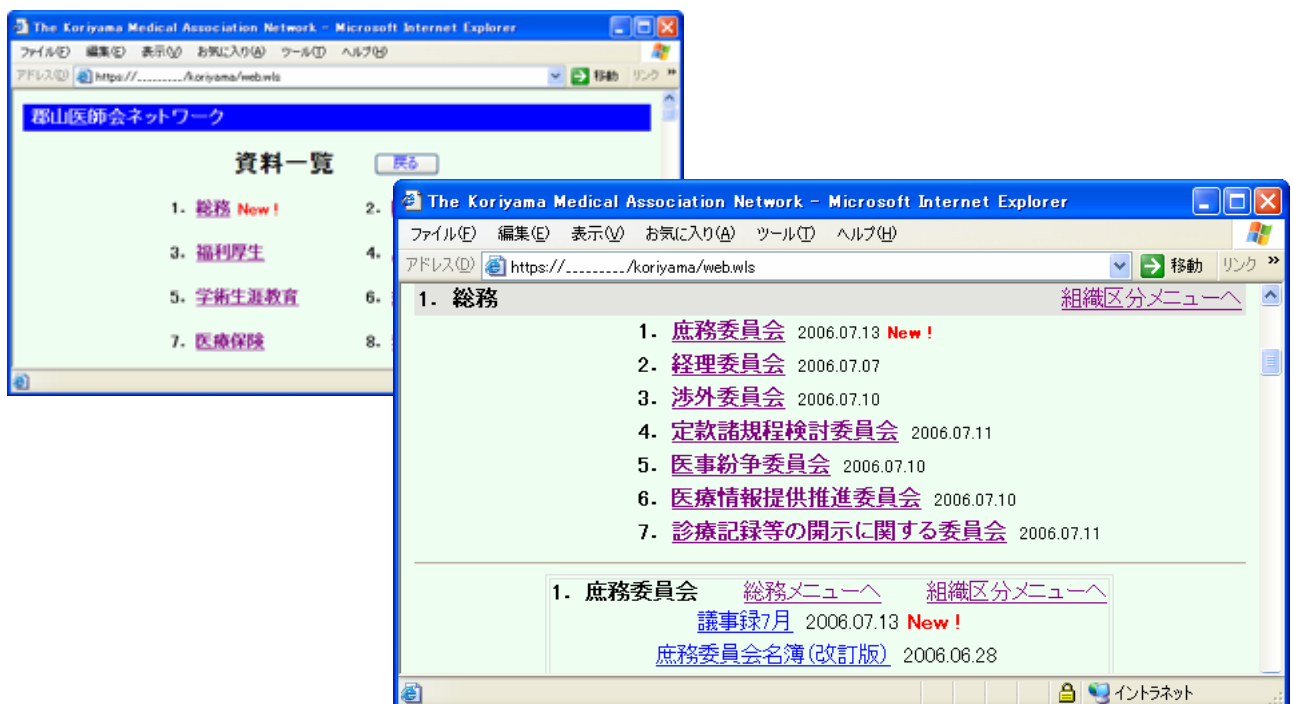 The Koriyama Medical Association Network - Microsoft Internet Explorer
ファイル(F) 編集(E) 表示(V) お気に入り(A) ツール(T) ヘルプ(H)
アドレス(D) https://_________/koriyama/web.wls 移動 リンク »
郡山医師会ネットワーク
資料一覧 戻る
1. 総務 New! 2.
3. 福利厚生 4.
5. 学術生涯教育 6.
7. 医療保険 8.
The Koriyama Medical Association Network - Microsoft Internet Explorer
ファイル(F) 編集(E) 表示(V) お気に入り(A) ツール(T) ヘルプ(H)
アドレス(D) https://_________/koriyama/web.wls 移動 リンク »
1. 総務 組織区分メニューへ
1. 庶務委員会 2006.07.13 New!
2. 経理委員会 2006.07.07
3. 渉外委員会 2006.07.10
4. 定款諸規程検討委員会 2006.07.11
5. 医事紛争委員会 2006.07.10
6. 医療情報提供推進委員会 2006.07.10
7. 診療記録等の開示に関する委員会 2006.07.11
1. 庶務委員会 総務メニューへ 組織区分メニューへ
議事録7月 2006.07.13 New!
庶務委員会名簿(改訂版) 2006.06.28
イントラネット